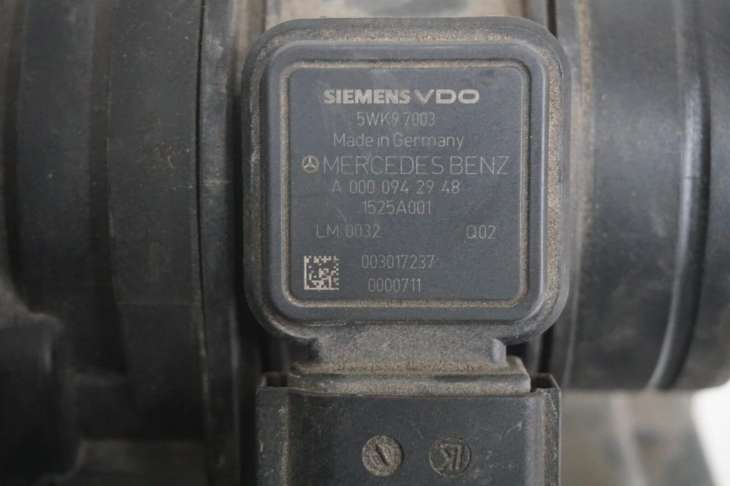 SIEMENS VDO
5WK9 7003
Made in Germany
MERCEDES BENZ
A 000 094 29 48
1525A001
LM 0032 Q02
003017237
0000711